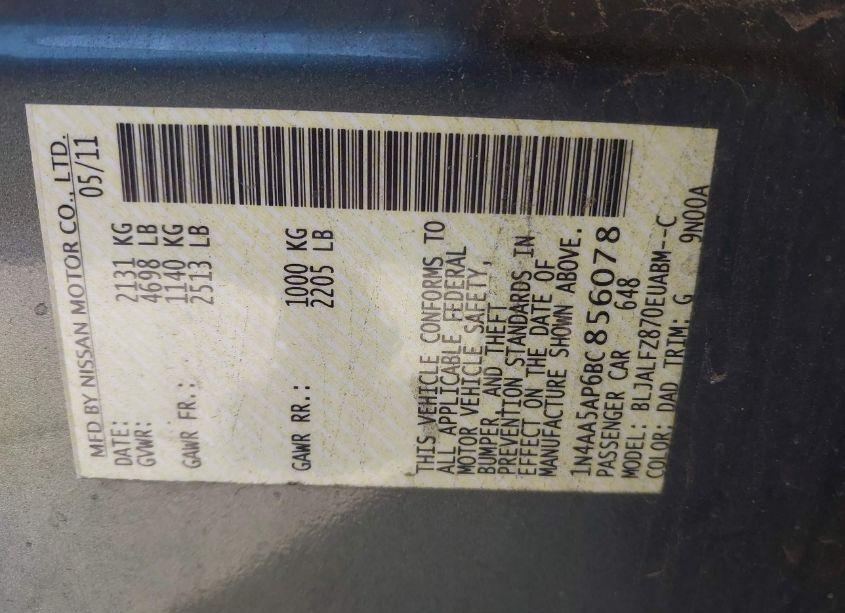 MFD BY NISSAN MOTOR CO., LTD.
DATE: 05/11
GVWR: 2131 KG
4698 LB
GAWR FR.: 1140 KG
2513 LB
GAWR RR.: 1000 KG
2205 LB
THIS VEHICLE CONFORMS TO
ALL APPLICABLE FEDERAL
MOTOR VEHICLE SAFETY,
BUMPER, AND THEFT
PREVENTION STANDARDS IN
EFFECT ON THE DATE OF
MANUFACTURE SHOWN ABOVE.
1N4AA5AP6BC856078
PASSENGER CAR 648
MODEL: BLJALFZ870EUABM--C
COLOR: DAD TRIM: G 9N00A